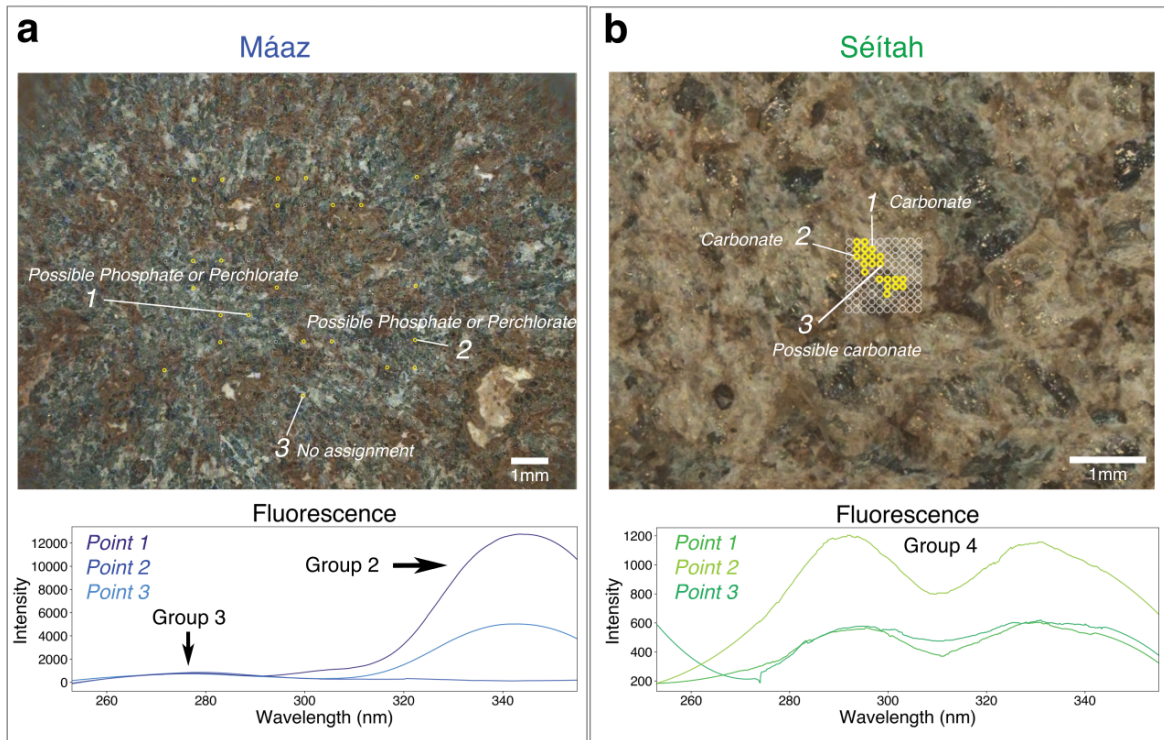 a
Máaz
Possible Phosphate or Perchlorate
1
Possible Phosphate or Perchlorate
2
3 No assignment
1mm
Fluorescence
Point 1
Point 2
Point 3
Group 2
Group 3
Intensity
12000
10000
8000
6000
4000
2000
0
260 280 300 320 340
Wavelength (nm)
b
Séítah
1 Carbonate
Carbonate 2
3
Possible carbonate
1mm
Fluorescence
Point 1
Point 2
Point 3
Group 4
Intensity
1200
1000
800
600
400
200
260 280 300 320 340
Wavelength (nm)